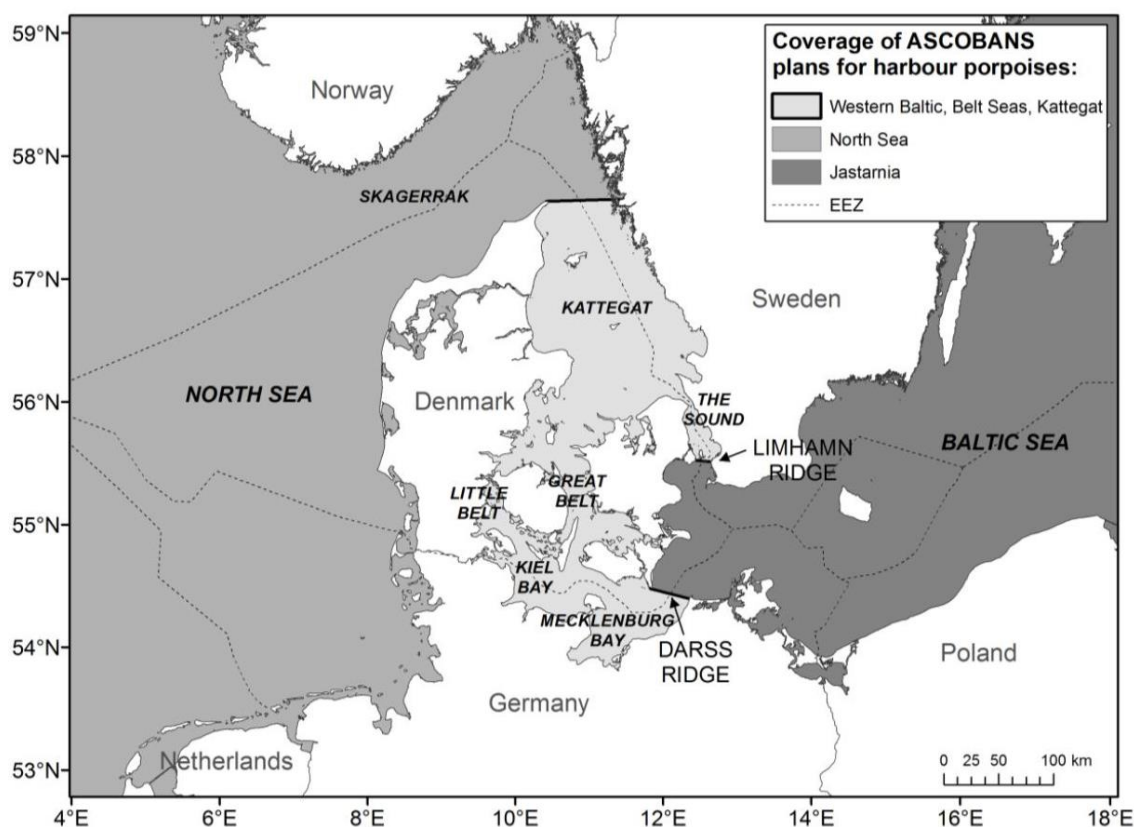 59°N
58°N
57°N
56°N
55°N
54°N
53°N
4°E
6°E
8°E
10°E
12°E
14°E
16°E
18°E
Coverage of ASCOBANS
plans for harbour porpoises:
Western Baltic, Belt Seas, Kattegat
North Sea
Jastarnia
EEZ
Norway
SKAGERRAK
KATTEGAT
Sweden
NORTH SEA
Denmark
THE
SOUND
BALTIC SEA
LIMHAMN
RIDGE
LITTLE
BELT
GREAT
BELT
KIEL
BAY
MECKLENBURG
BAY
DARSS
RIDGE
Poland
Germany
Netherlands
0 25 50 100 km